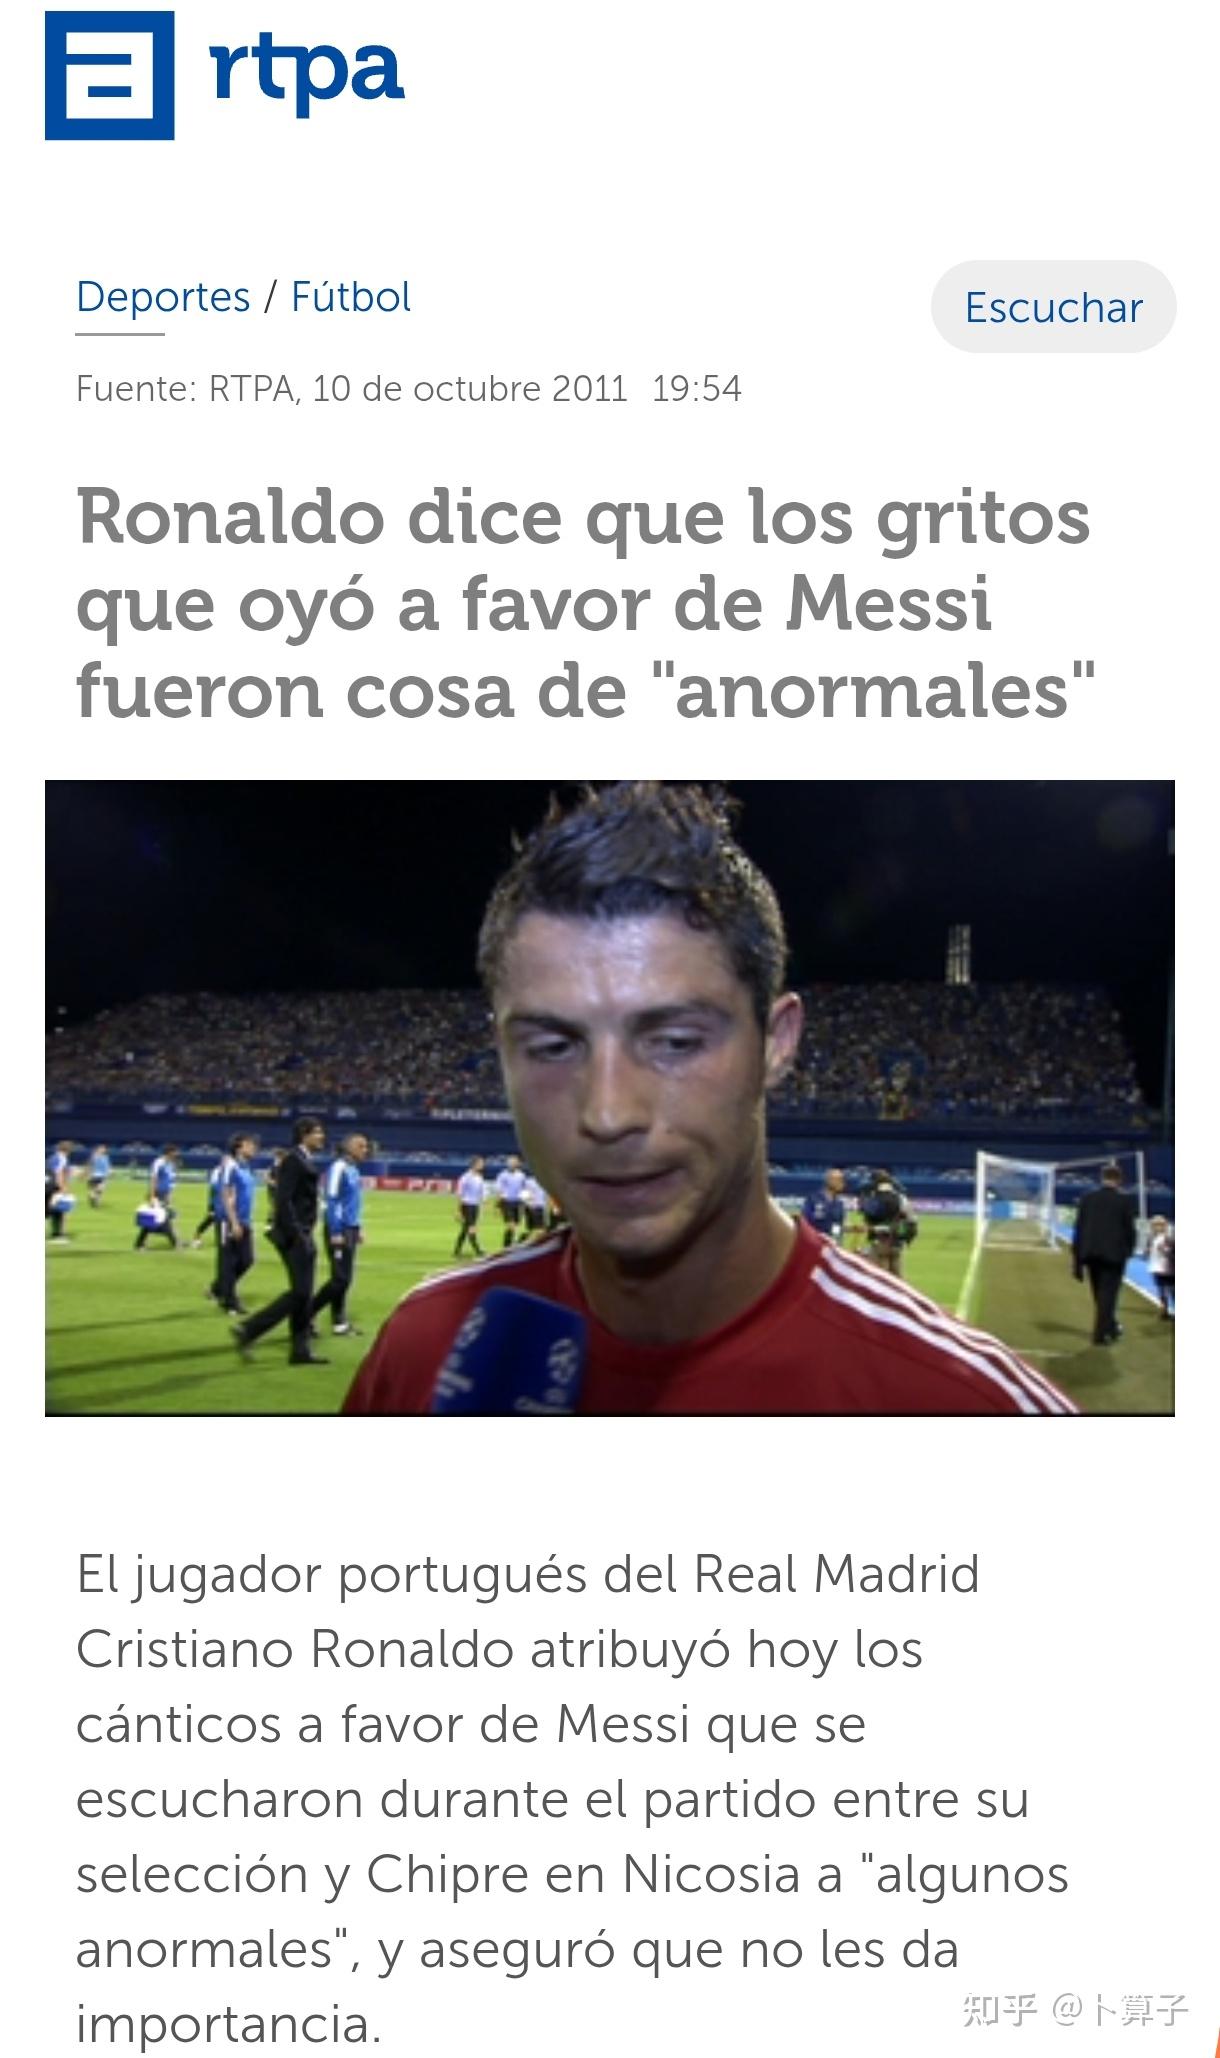 rtpa
Deportes / Fútbol
Escuchar
Fuente: RTPA, 10 de octubre 2011 19:54
Ronaldo dice que los gritos
que oyó a favor de Messi
fueron cosa de "anormales"
El jugador portugués del Real Madrid
Cristiano Ronaldo atribuyó hoy los
cánticos a favor de Messi que se
escucharon durante el partido entre su
selección y Chipre en Nicosia a "algunos
anormales", y aseguró que no les da
importancia.
知乎 @卜算子